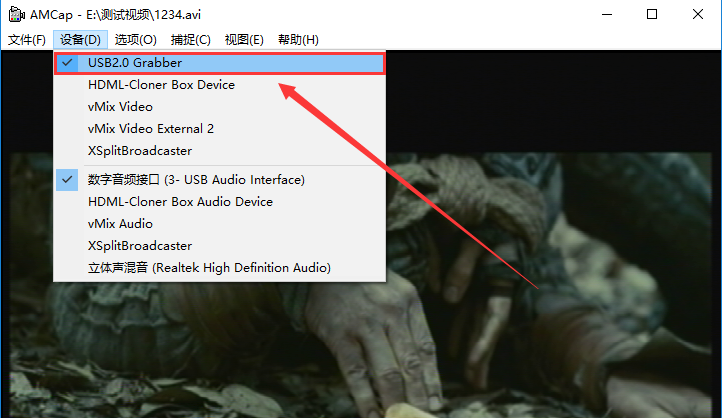 AMCap - E:\测试视频\1234.avi
文件(F) 设备(D) 选项(O) 捕捉(C) 视图(E) 帮助(H)
USB2.0 Grabber
HDML-Cloner Box Device
vMix Video
vMix Video External 2
XSplitBroadcaster
数字音频接口 (3- USB Audio Interface)
HDML-Cloner Box Audio Device
vMix Audio
XSplitBroadcaster
立体声混音 (Realtek High Definition Audio)